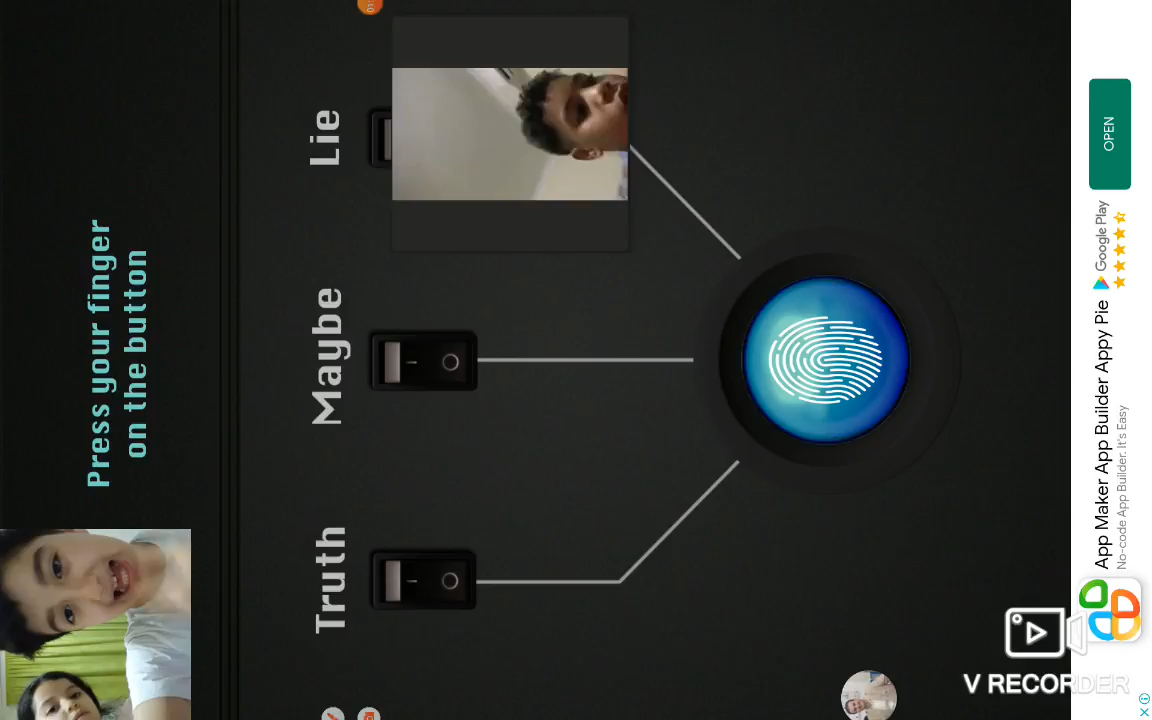 Press your finger
on the button
Truth
Maybe
Lie
V RECORDER
App Maker App Builder Appy Pie
No-code App Builder. It's Easy
Google Play
OPEN